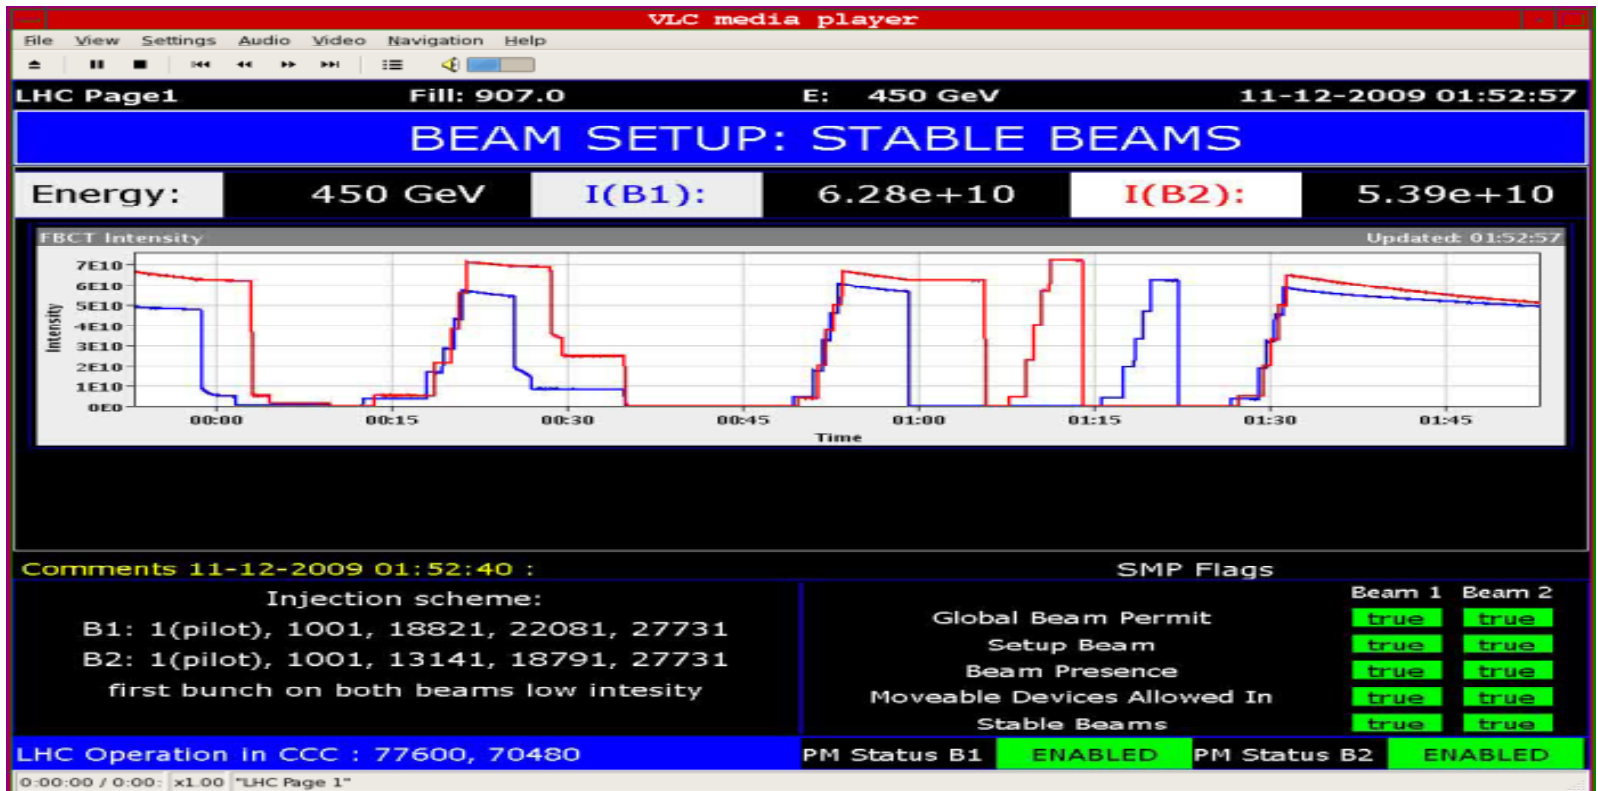 VLC media player
File View Settings Audio Video Navigation Help
LHC Page1 Fill: 907.0 E: 450 GeV 11-12-2009 01:52:57
BEAM SETUP: STABLE BEAMS
Energy: 450 GeV I(B1): 6.28e+10 I(B2): 5.39e+10
FBCT Intensity Updated: 01:52:57
7E10
6E10
5E10
4E10
3E10
2E10
1E10
0E0
Intensity
00:00 00:15 00:30 00:45 01:00 01:15 01:30 01:45
Time
Comments 11-12-2009 01:52:40 :
Injection scheme:
B1: 1(pilot), 1001, 18821, 22081, 27731
B2: 1(pilot), 1001, 13141, 18791, 27731
first bunch on both beams low intesity
SMP Flags
Beam 1 Beam 2
Global Beam Permit true true
Setup Beam true true
Beam Presence true true
Moveable Devices Allowed In true true
Stable Beams true true
LHC Operation in CCC : 77600, 70480
PM Status B1 ENABLED PM Status B2 ENABLED
0:00:00 / 0:00: x1.00 "LHC Page 1"